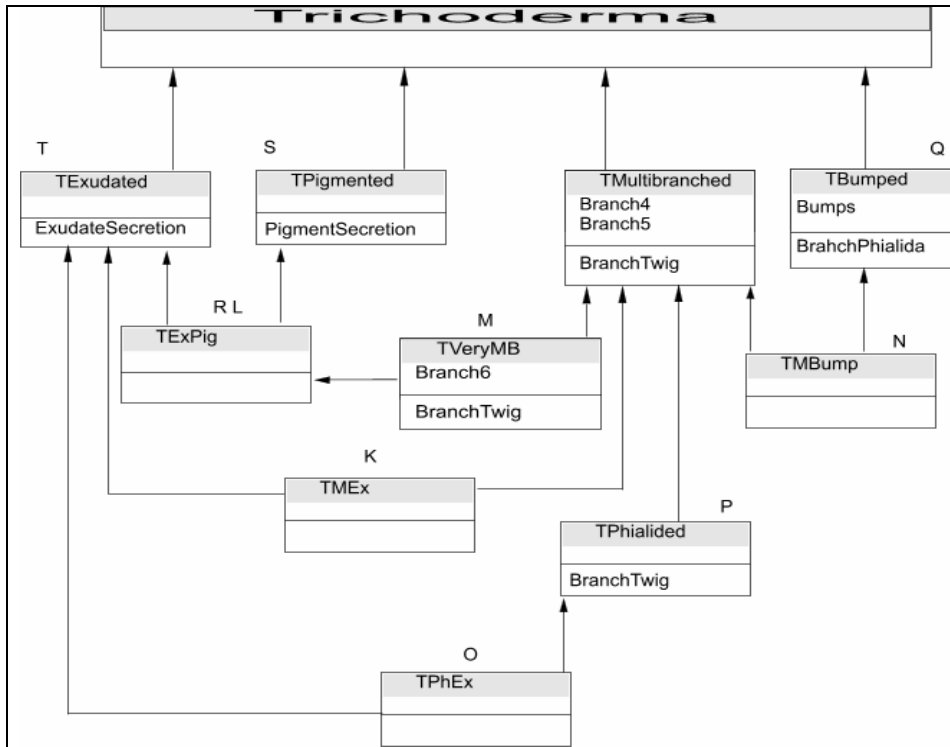 Trichoderma
T
S
Q
TExudated
ExudateSecretion
TPigmented
PigmentSecretion
TMultibranched
Branch4
Branch5
BranchTwig
TBumped
Bumps
BrahchPhialida
R L
TExPig
M
TVeryMB
Branch6
BranchTwig
N
TMBump
K
TMEx
P
TPhialided
BranchTwig
O
TPhEx